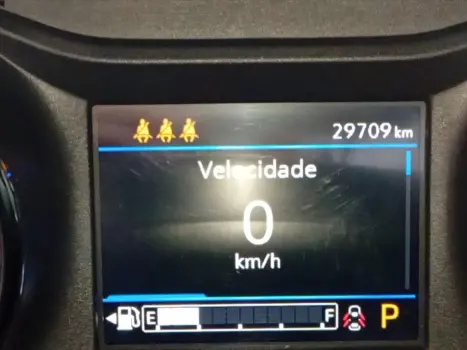 29709 km
Velocidade
0
km/h
E F P